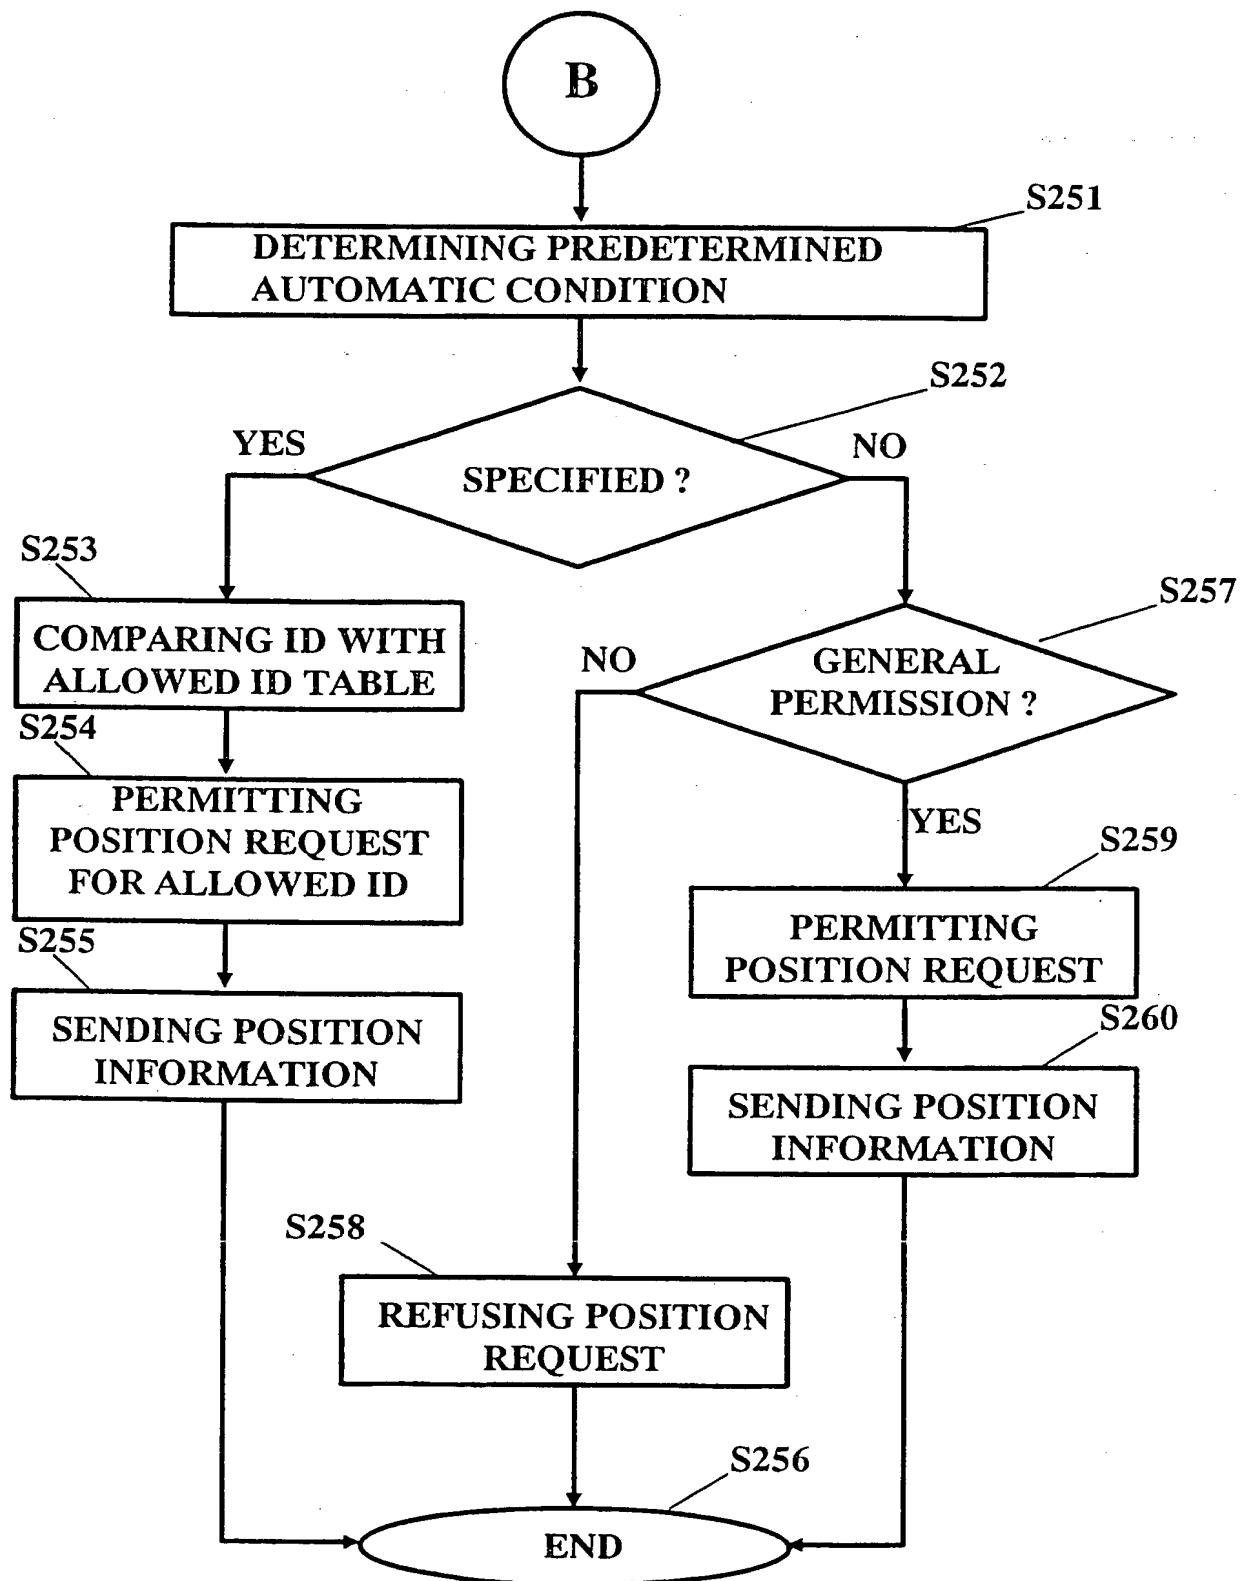 B
S251
DETERMINING PREDETERMINED
AUTOMATIC CONDITION
S252
YES
NO
SPECIFIED ?
S253
COMPARING ID WITH
ALLOWED ID TABLE
S257
NO
GENERAL
PERMISSION ?
S254
PERMITTING
POSITION REQUEST
FOR ALLOWED ID
YES
S259
PERMITTING
POSITION REQUEST
S255
SENDING POSITION
INFORMATION
S260
SENDING POSITION
INFORMATION
S258
REFUSING POSITION
REQUEST
S256
END